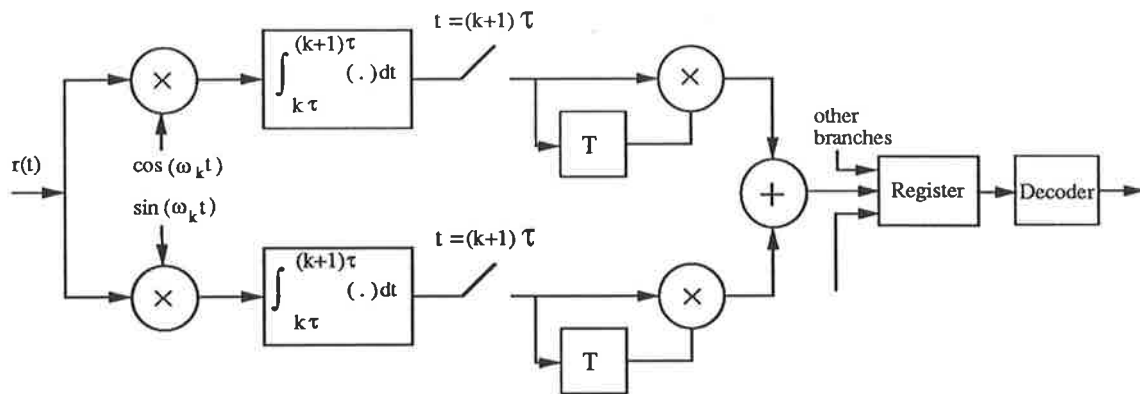 t = (k+1) τ
×
∫ (k+1)τ (.)dt kτ
×
T
other
branches
r(t)
cos (ω_k t)
sin (ω_k t)
+
Register
Decoder
t = (k+1) τ
×
∫ (k+1)τ (.)dt kτ
×
T